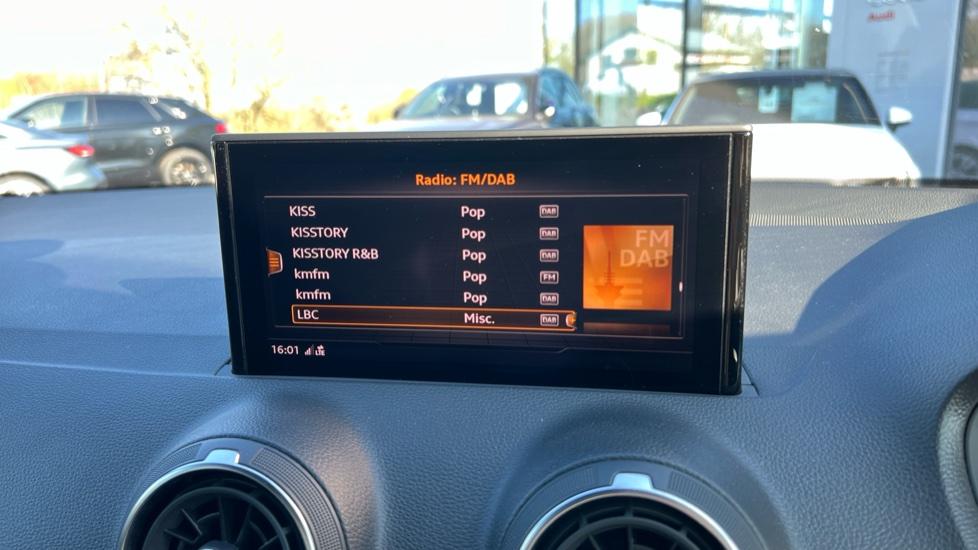 Audi
Radio: FM/DAB
KISS Pop DAB
KISSTORY Pop DAB
KISSTORY R&B Pop DAB
kmfm Pop FM
kmfm Pop DAB
LBC Misc. DAB
FM
DAB
16:01 LTE